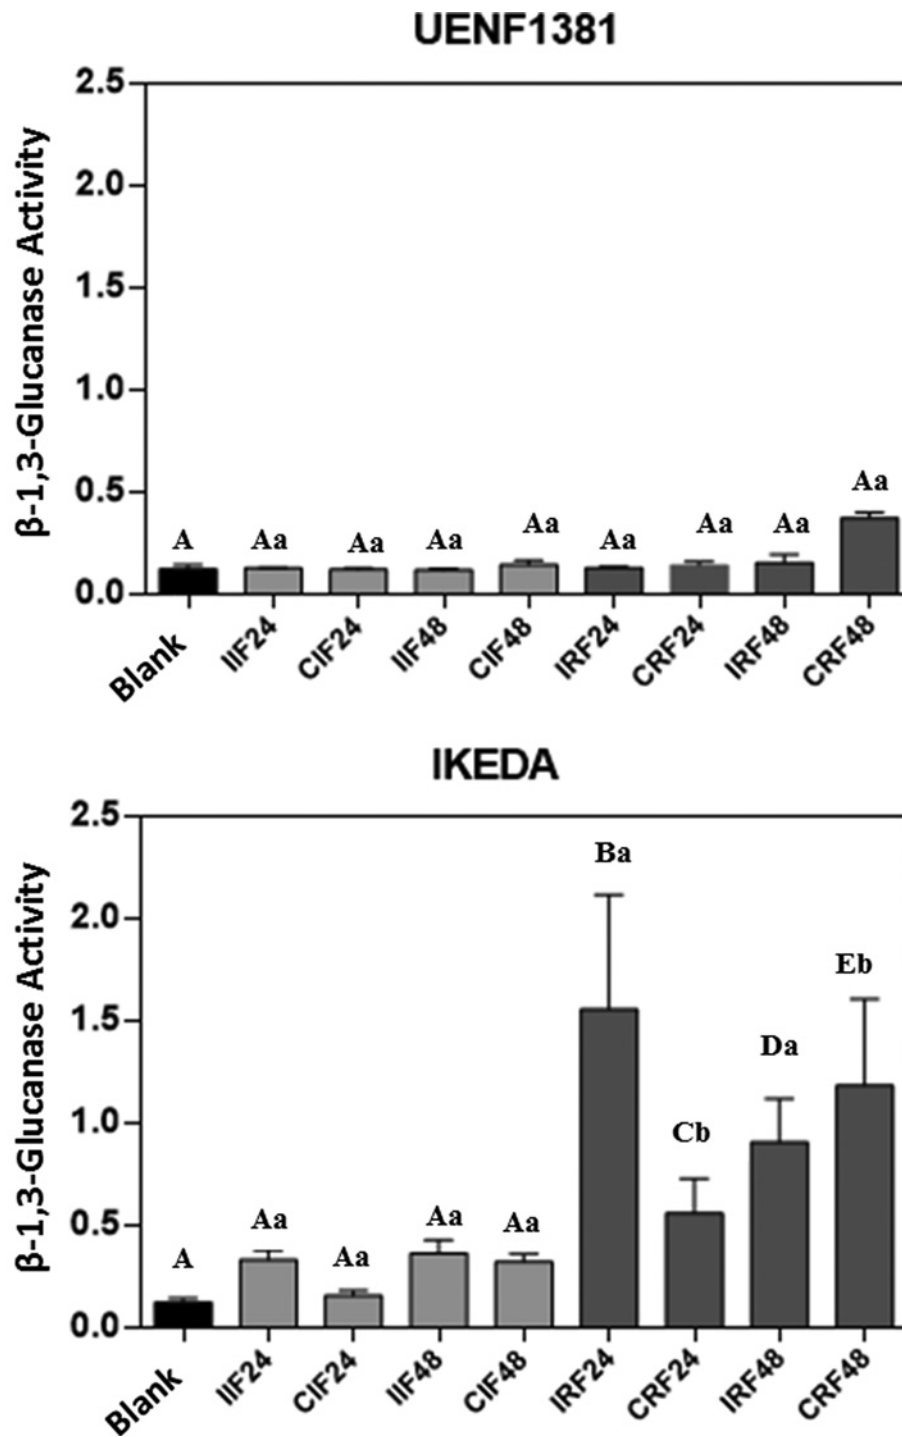 UENF1381
β-1,3-Glucanase Activity
2.5
2.0
1.5
1.0
0.5
0.0
A
Aa
Aa
Aa
Aa
Aa
Aa
Aa
Aa
Blank
IIF24
CIF24
IIF48
CIF48
IRF24
CRF24
IRF48
CRF48
IKEDA
β-1,3-Glucanase Activity
2.5
2.0
1.5
1.0
0.5
0.0
A
Aa
Aa
Aa
Aa
Ba
Cb
Da
Eb
Blank
IIF24
CIF24
IIF48
CIF48
IRF24
CRF24
IRF48
CRF48